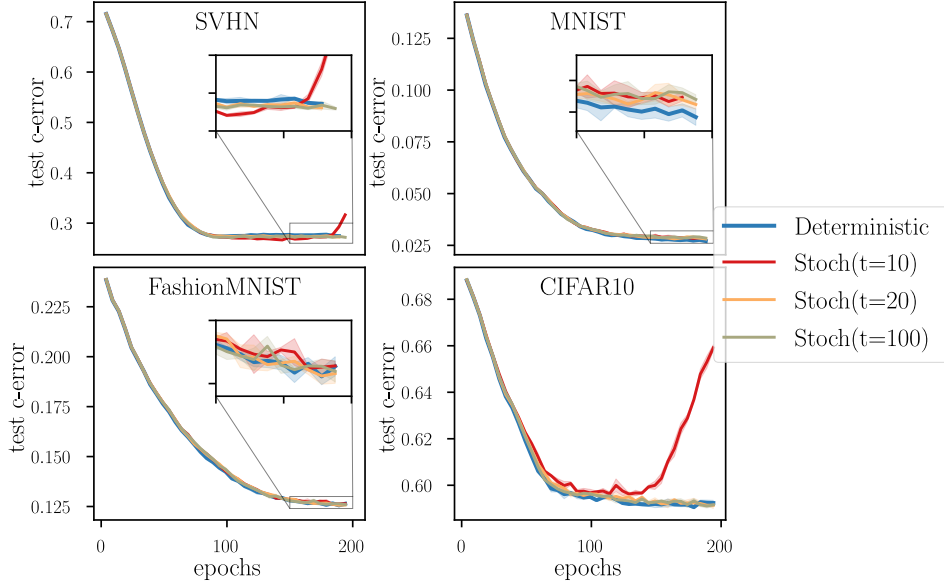 SVHN
test c-error
0.7
0.6
0.5
0.4
0.3
MNIST
test c-error
0.125
0.100
0.075
0.050
0.025
Deterministic
Stoch(t=10)
Stoch(t=20)
Stoch(t=100)
FashionMNIST
test c-error
0.225
0.200
0.175
0.150
0.125
0 100 200
epochs
CIFAR10
test c-error
0.68
0.66
0.64
0.62
0.60
0 100 200
epochs